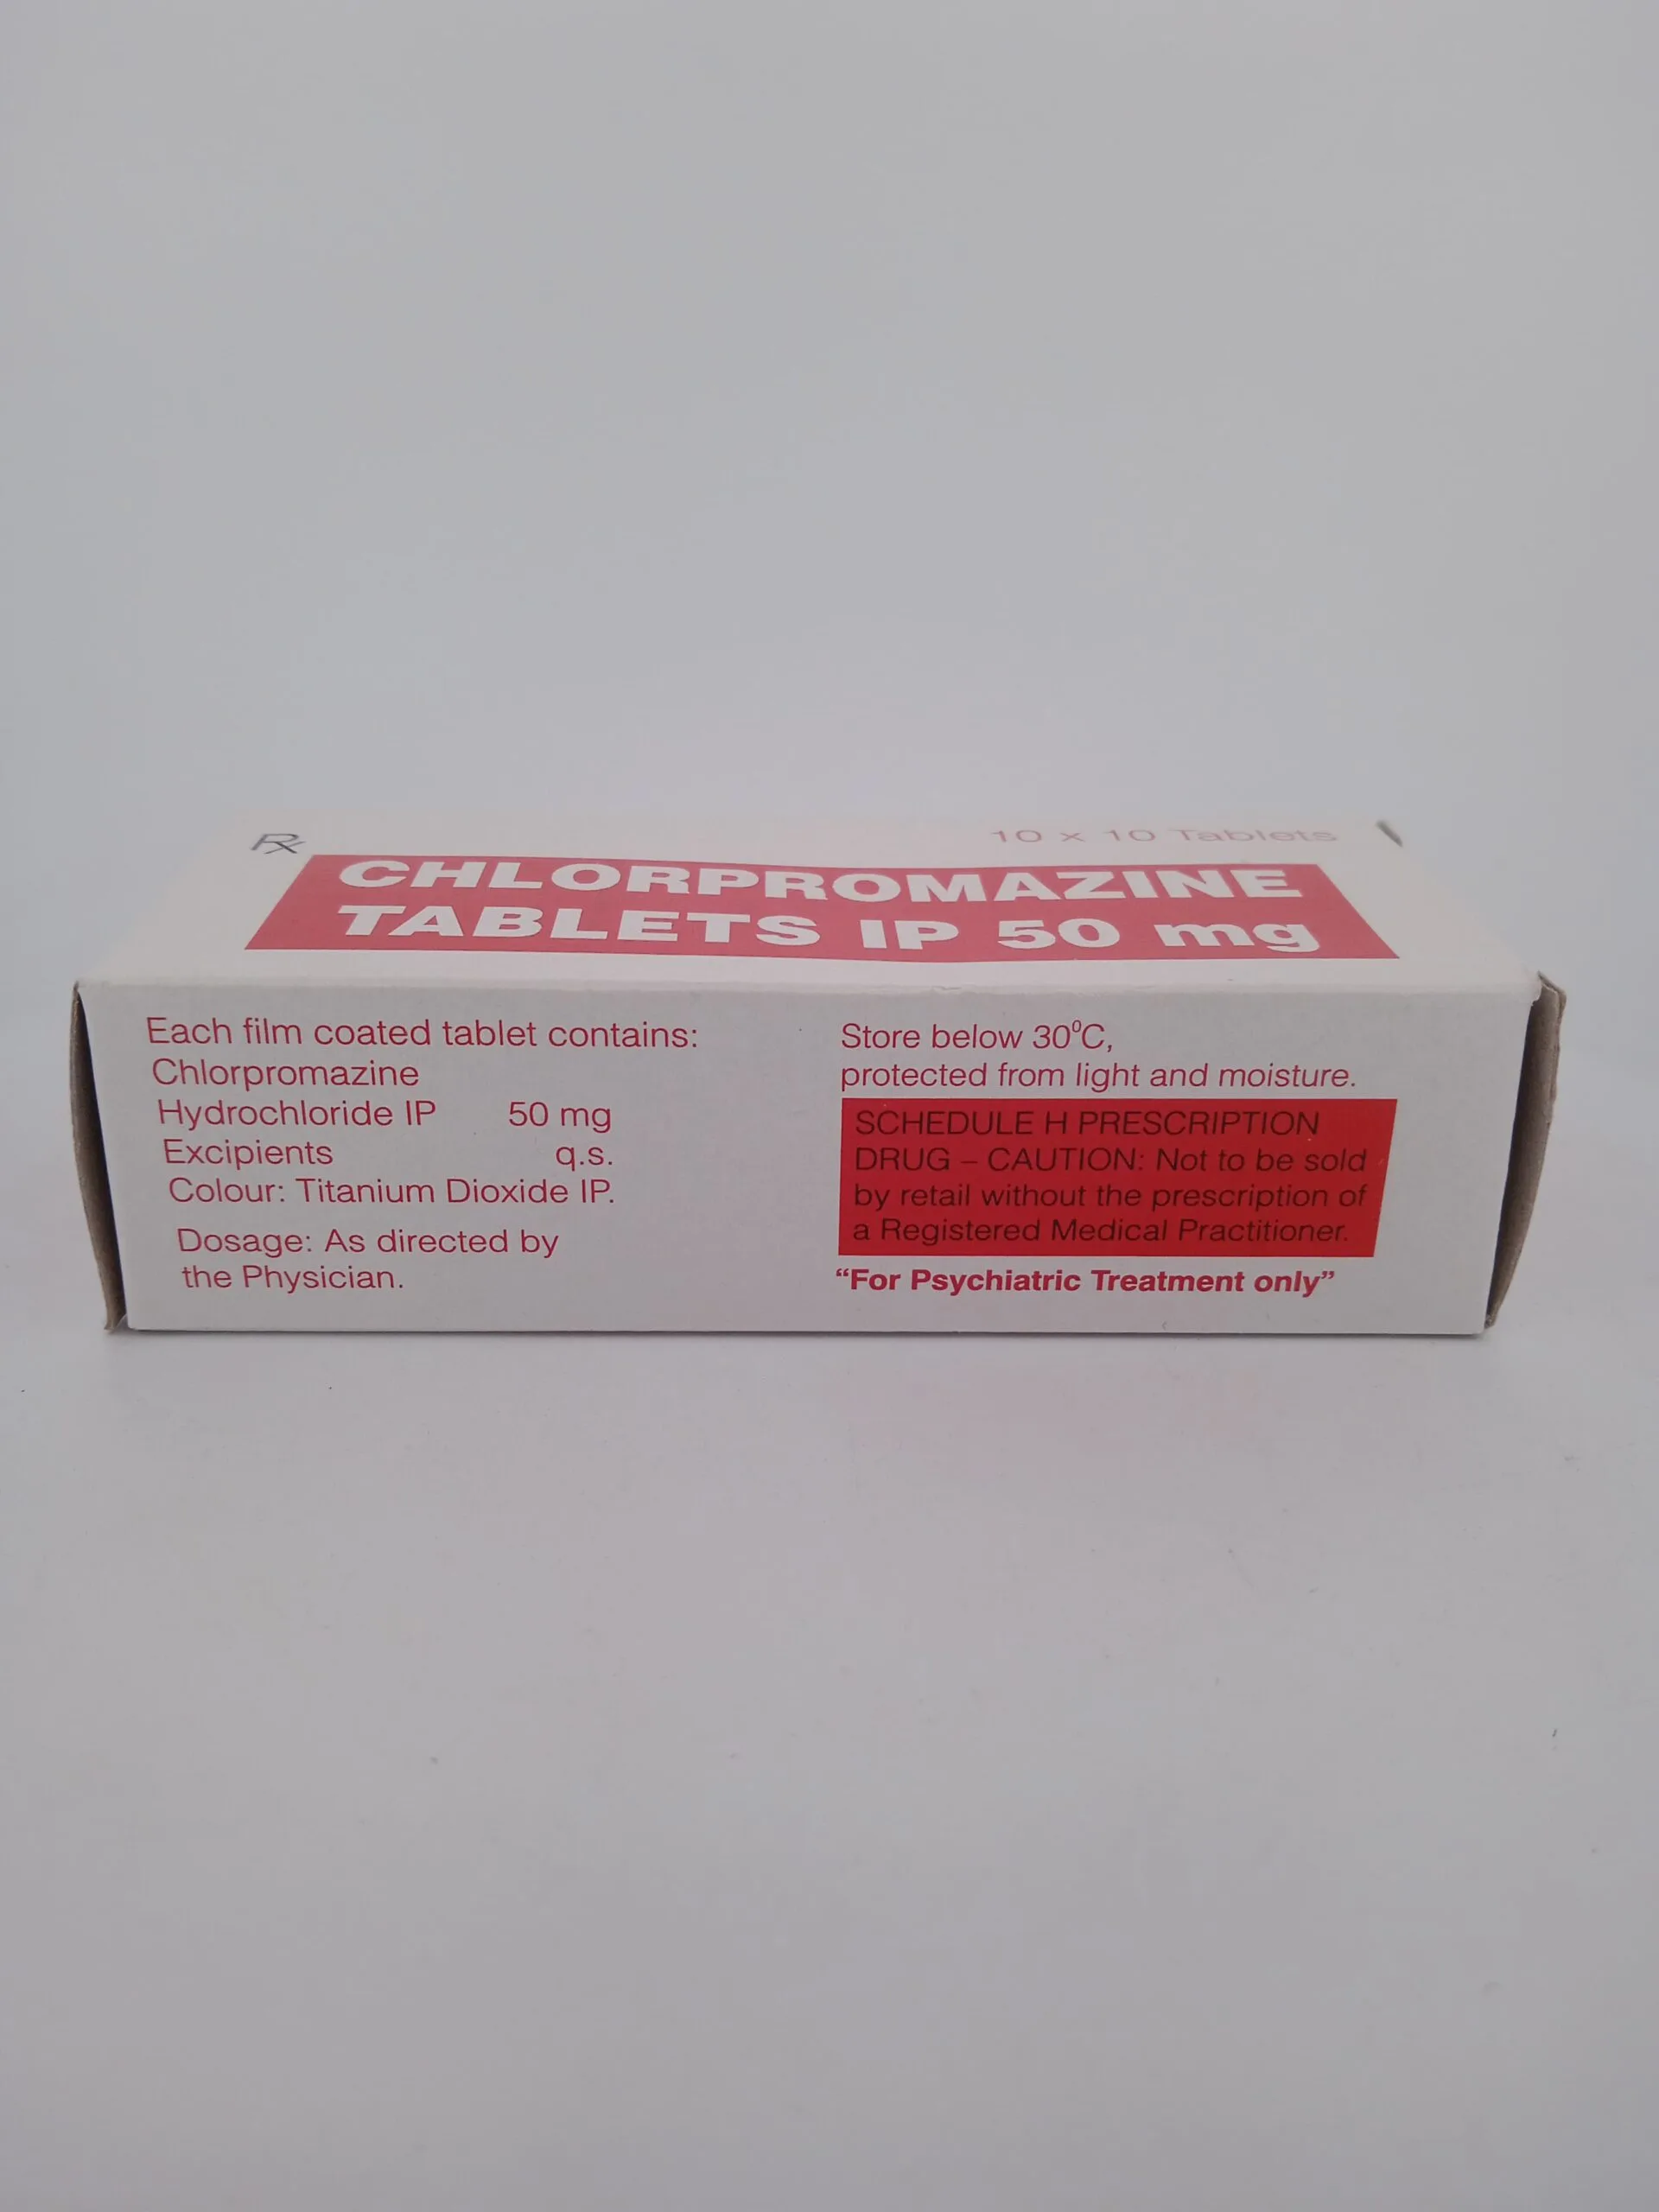 Rx
10 x 10 Tablets
CHLORPROMAZINE
TABLETS IP 50 mg
Each film coated tablet contains:
Chlorpromazine
Hydrochloride IP 50 mg
Excipients q.s.
Colour: Titanium Dioxide IP.
Dosage: As directed by
the Physician.
Store below 30⁰C,
protected from light and moisture.
SCHEDULE H PRESCRIPTION
DRUG – CAUTION: Not to be sold
by retail without the prescription of
a Registered Medical Practitioner.
“For Psychiatric Treatment only”